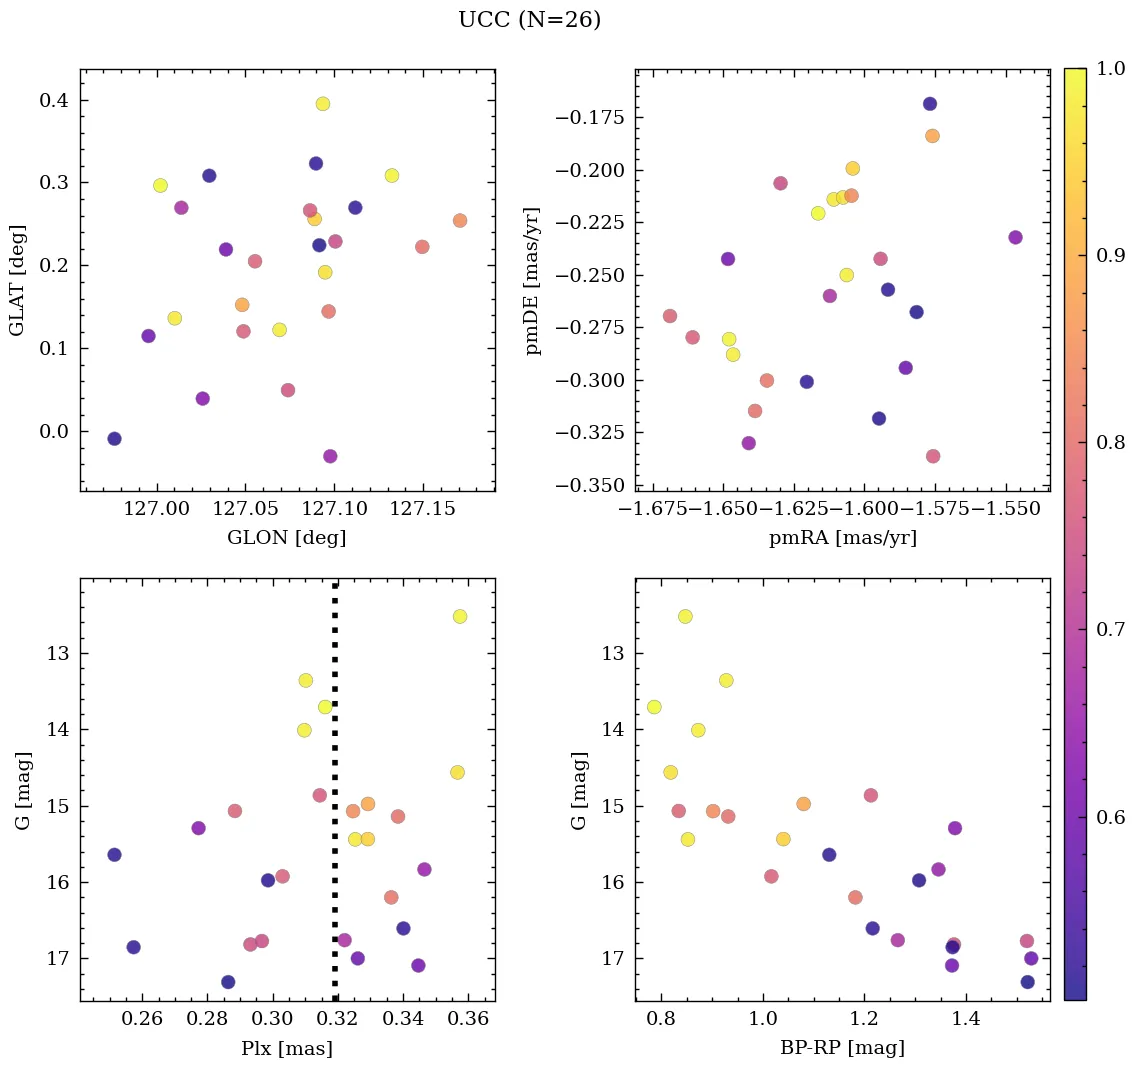 UCC (N=26)
0.4
0.3
0.2
0.1
0.0
GLAT [deg]
127.00 127.05 127.10 127.15
GLON [deg]
−0.175
−0.200
−0.225
−0.250
−0.275
−0.300
−0.325
−0.350
pmDE [mas/yr]
−1.675 −1.650 −1.625 −1.600 −1.575 −1.550
pmRA [mas/yr]
1.0
0.9
0.8
0.7
0.6
13
14
15
16
17
G [mag]
0.26 0.28 0.30 0.32 0.34 0.36
Plx [mas]
13
14
15
16
17
G [mag]
0.8 1.0 1.2 1.4
BP-RP [mag]